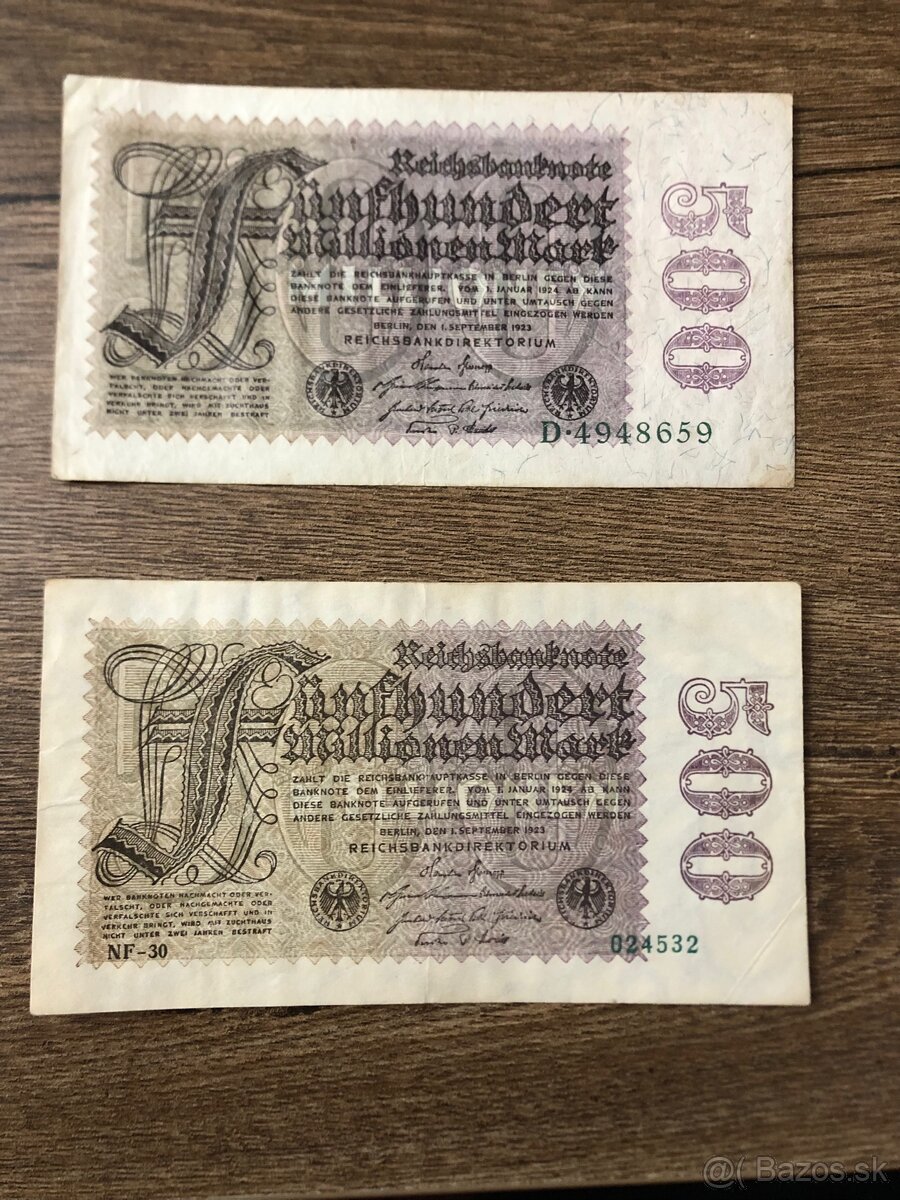 Reichsbanknote
Fünfhundert
Millionen Mark
ZAHLT DIE REICHSBANKHAUPTKASSE IN BERLIN GEGEN DIESE
BANKNOTE DEM EINLIEFERER. VOM 1. JANUAR 1924 AB KANN
DIESE BANKNOTE AUFGERUFEN UND UNTER UMTAUSCH GEGEN
ANDERE GESETZLICHE ZAHLUNGSMITTEL EINGEZOGEN WERDEN
BERLIN, DEN 1. SEPTEMBER 1923
REICHSBANKDIREKTORIUM
WER BANKNOTEN NACHMACHT ODER VER-
FÄLSCHT, ODER NACHGEMACHTE ODER
VERFÄLSCHTE SICH VERSCHAFFT UND IN
VERKEHR BRINGT, WIRD MIT ZUCHTHAUS
NICHT UNTER ZWEI JAHREN BESTRAFT
REICHSBANKDIREKTORIUM
REICHSBANKDIREKTORIUM
D·4948659
500
Reichsbanknote
Fünfhundert
Millionen Mark
ZAHLT DIE REICHSBANKHAUPTKASSE IN BERLIN GEGEN DIESE
BANKNOTE DEM EINLIEFERER. VOM 1. JANUAR 1924 AB KANN
DIESE BANKNOTE AUFGERUFEN UND UNTER UMTAUSCH GEGEN
ANDERE GESETZLICHE ZAHLUNGSMITTEL EINGEZOGEN WERDEN
BERLIN, DEN 1. SEPTEMBER 1923
REICHSBANKDIREKTORIUM
WER BANKNOTEN NACHMACHT ODER VER-
FÄLSCHT, ODER NACHGEMACHTE ODER
VERFÄLSCHTE SICH VERSCHAFFT UND IN
VERKEHR BRINGT, WIRD MIT ZUCHTHAUS
NICHT UNTER ZWEI JAHREN BESTRAFT
REICHSBANKDIREKTORIUM
REICHSBANKDIREKTORIUM
NF-30
024532
500
@( Bazos.sk